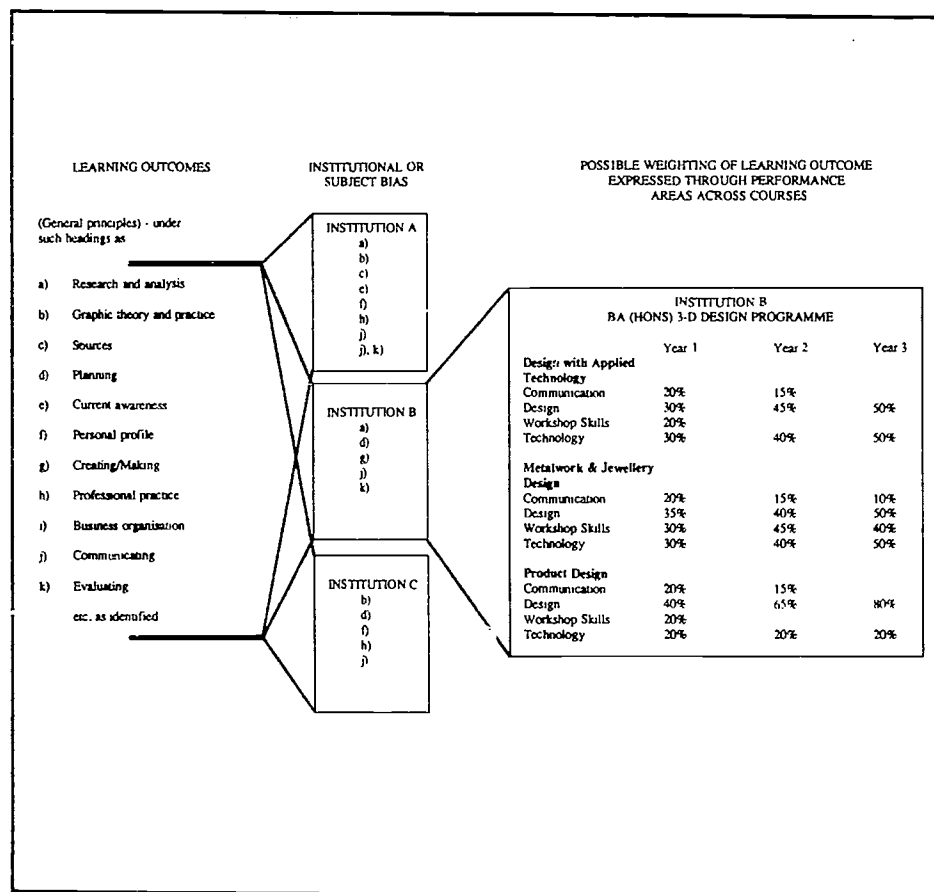 LEARNING OUTCOMES
(General principles) - under
such headings as
a) Research and analysis
b) Graphic theory and practice
c) Sources
d) Planning
e) Current awareness
f) Personal profile
g) Creating/Making
h) Professional practice
i) Business organisation
j) Communicating
k) Evaluating
etc. as identified
INSTITUTIONAL OR
SUBJECT BIAS
INSTITUTION A
a)
b)
c)
e)
f)
h)
j)
j), k)
INSTITUTION B
a)
d)
g)
j)
k)
INSTITUTION C
b)
d)
f)
h)
j)
POSSIBLE WEIGHTING OF LEARNING OUTCOME
EXPRESSED THROUGH PERFORMANCE
AREAS ACROSS COURSES
INSTITUTION B
BA (HONS) 3-D DESIGN PROGRAMME
Year 1 Year 2 Year 3
Design with Applied
Technology
Communication 20% 15%
Design 30% 45% 50%
Workshop Skills 20%
Technology 30% 40% 50%
Metalwork & Jewellery
Design
Communication 20% 15% 10%
Design 35% 40% 50%
Workshop Skills 30% 45% 40%
Technology 30% 40% 50%
Product Design
Communication 20% 15%
Design 40% 65% 80%
Workshop Skills 20%
Technology 20% 20% 20%